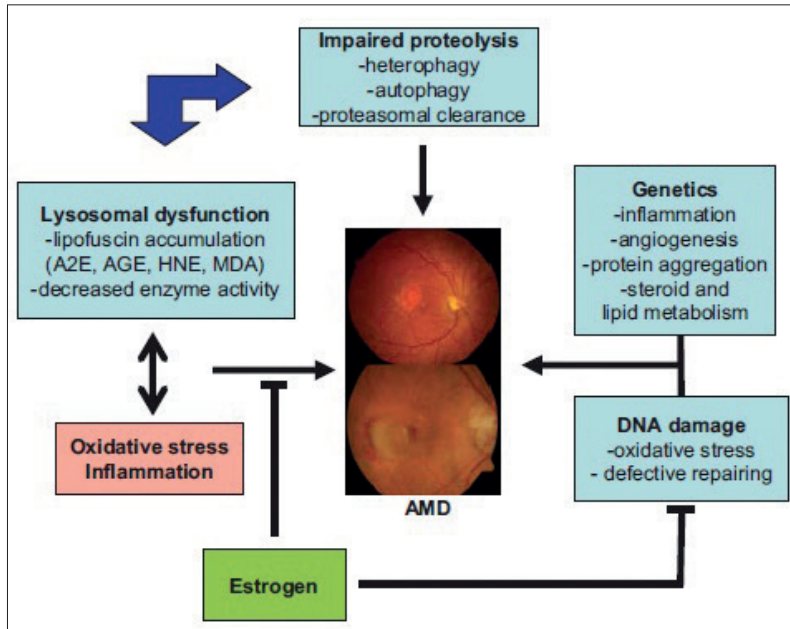 Impaired proteolysis
-heterophagy
-autophagy
-proteasomal clearance
Lysosomal dysfunction
-lipofuscin accumulation
(A2E, AGE, HNE, MDA)
-decreased enzyme activity
Genetics
-inflammation
-angiogenesis
-protein aggregation
-steroid and
lipid metabolism
Oxidative stress
Inflammation
DNA damage
-oxidative stress
- defective repairing
AMD
Estrogen